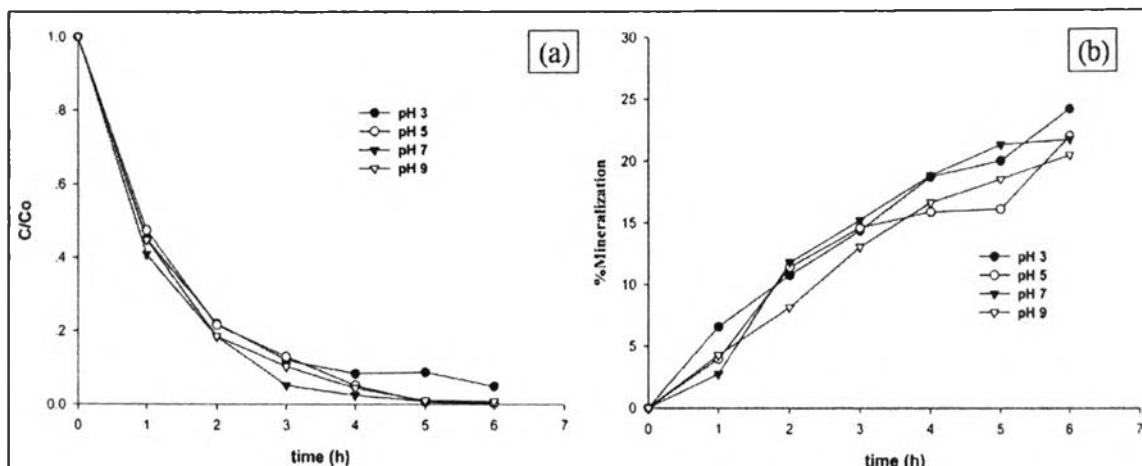 (a)
1.0
.8
.6
.4
.2
0.0
C/Co
0 1 2 3 4 5 6 7
time (h)
pH 3
pH 5
pH 7
pH 9
(b)
30
25
20
15
10
5
0
%Mineralization
0 1 2 3 4 5 6 7
time (h)
pH 3
pH 5
pH 7
pH 9